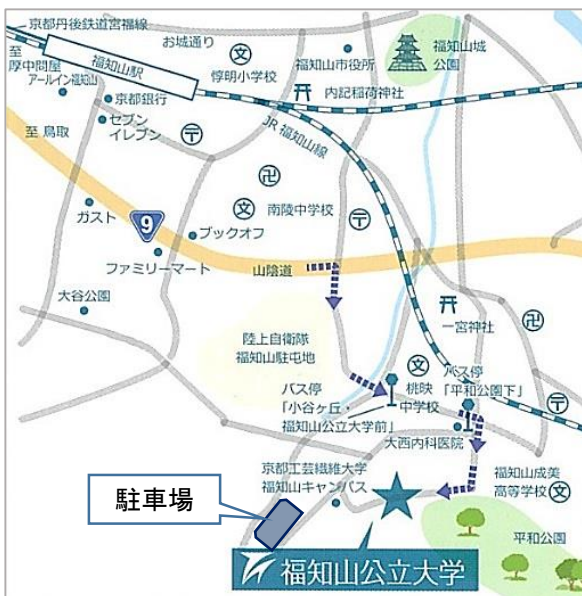 京都丹後鉄道宮福線
至
厚中問屋
福知山駅
お城通り
文
惇明小学校
福知山市役所
福知山城
公園
アールイン福知山
京都銀行
セブン
イレブン
内記稲荷神社
JR 福知山線
至 鳥取
卍
文
南陵中学校
ガスト
9
ブックオフ
ファミリーマート
山陰道
大谷公園
一宮神社
卍
陸上自衛隊
福知山駐屯地
文
桃映
中学校
バス停
「平和公園下」
バス停
「小谷ヶ丘・
福知山公立大学前」
大西内科医院
京都工芸繊維大学
福知山キャンパス
福知山成美
高等学校
文
駐車場
平和公園
福知山公立大学